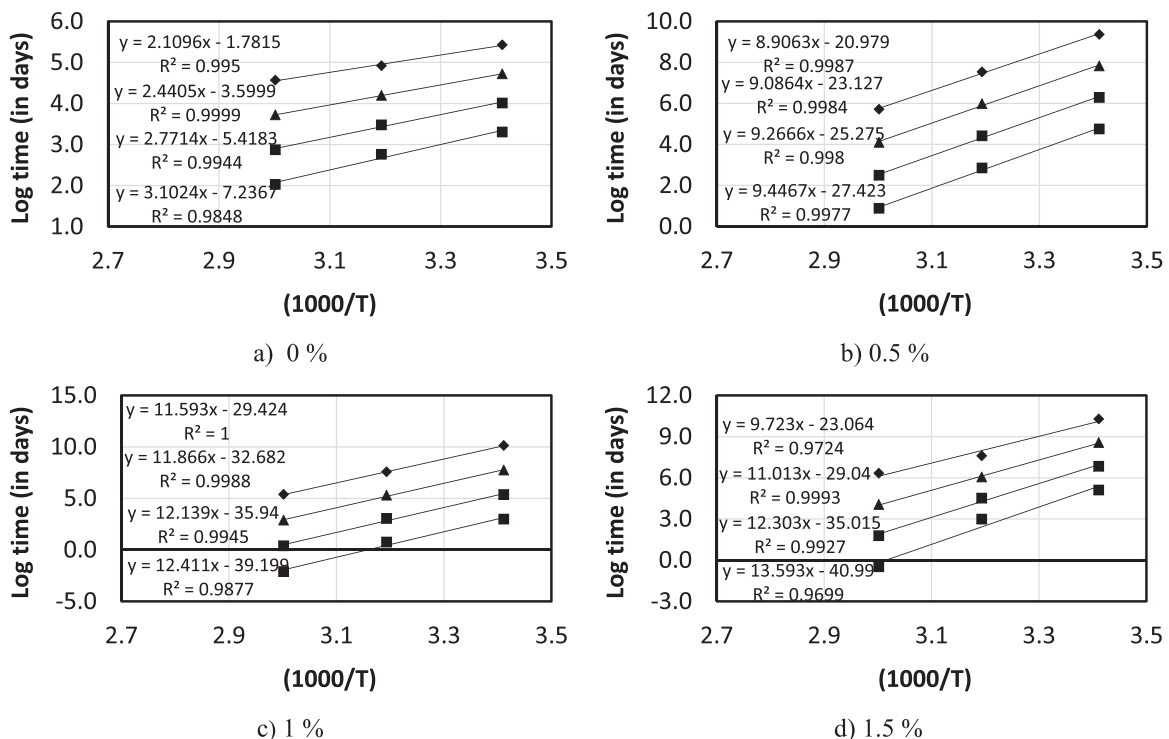 Log time (in days)
6.0
5.0
4.0
3.0
2.0
1.0
y = 2.1096x - 1.7815
R² = 0.995
y = 2.4405x - 3.5999
R² = 0.9999
y = 2.7714x - 5.4183
R² = 0.9944
y = 3.1024x - 7.2367
R² = 0.9848
2.7 2.9 3.1 3.3 3.5
(1000/T)
a) 0 %
Log time (in days)
10.0
8.0
6.0
4.0
2.0
0.0
y = 8.9063x - 20.979
R² = 0.9987
y = 9.0864x - 23.127
R² = 0.9984
y = 9.2666x - 25.275
R² = 0.998
y = 9.4467x - 27.423
R² = 0.9977
2.7 2.9 3.1 3.3 3.5
(1000/T)
b) 0.5 %
Log time (in days)
15.0
10.0
5.0
0.0
-5.0
y = 11.593x - 29.424
R² = 1
y = 11.866x - 32.682
R² = 0.9988
y = 12.139x - 35.94
R² = 0.9945
y = 12.411x - 39.199
R² = 0.9877
2.7 2.9 3.1 3.3 3.5
(1000/T)
c) 1 %
Log time (in days)
12.0
9.0
6.0
3.0
0.0
-3.0
y = 9.723x - 23.064
R² = 0.9724
y = 11.013x - 29.04
R² = 0.9993
y = 12.303x - 35.015
R² = 0.9927
y = 13.593x - 40.99
R² = 0.9699
2.7 2.9 3.1 3.3 3.5
(1000/T)
d) 1.5 %